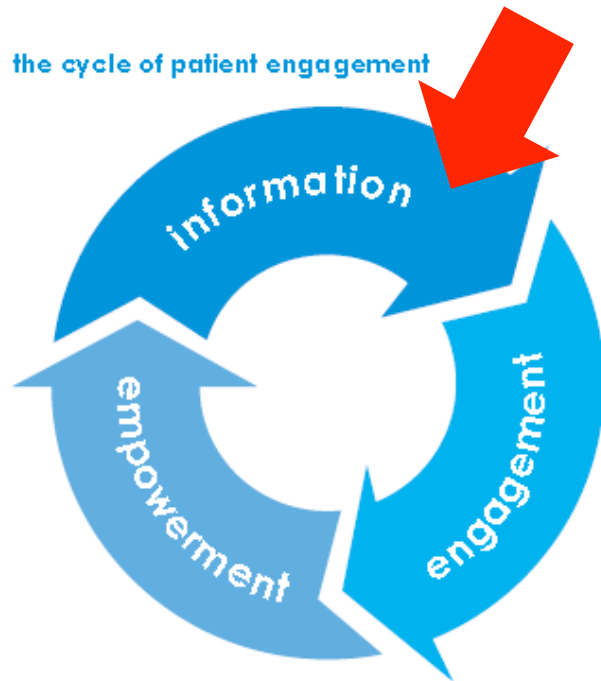 the cycle of patient engagement
information
engagement
empowerment